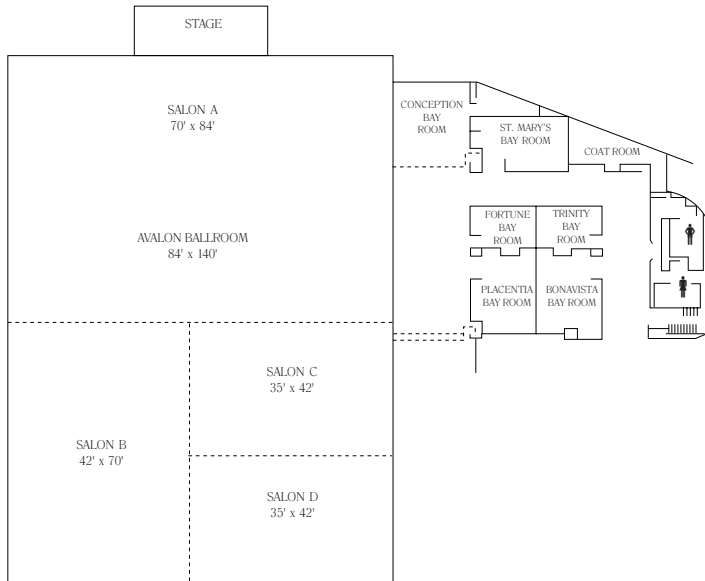 STAGE
SALON A
70' x 84'
CONCEPTION
BAY
ROOM
ST. MARY'S
BAY ROOM
COAT ROOM
AVALON BALLROOM
84' x 140'
FORTUNE
BAY
ROOM
TRINITY
BAY
ROOM
PLACENTIA
BAY ROOM
BONAVISTA
BAY ROOM
SALON C
35' x 42'
SALON B
42' x 70'
SALON D
35' x 42'